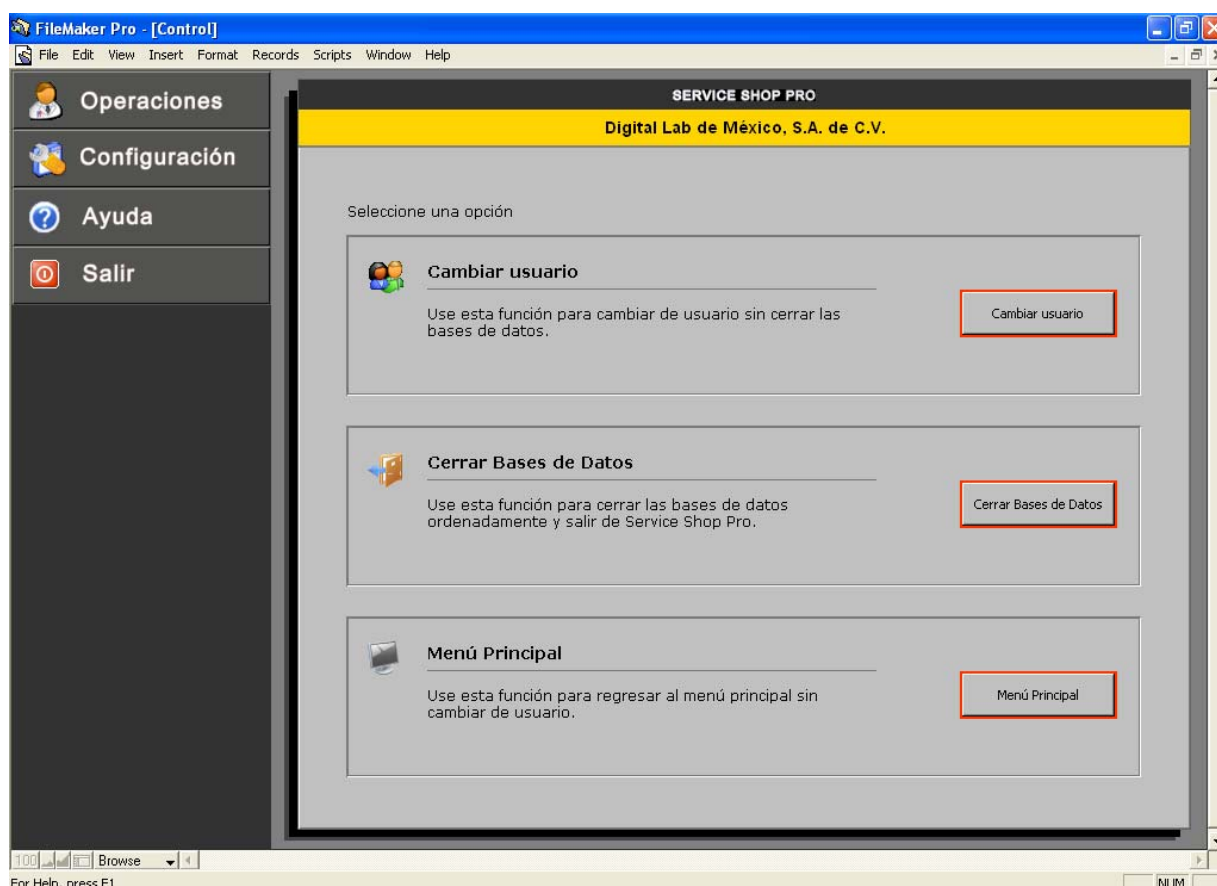 FileMaker Pro - [Control]
File Edit View Insert Format Records Scripts Window Help
Operaciones
Configuración
Ayuda
Salir
SERVICE SHOP PRO
Digital Lab de México, S.A. de C.V.
Seleccione una opción
Cambiar usuario
Use esta función para cambiar de usuario sin cerrar las
bases de datos.
Cambiar usuario
Cerrar Bases de Datos
Use esta función para cerrar las bases de datos
ordenadamente y salir de Service Shop Pro.
Cerrar Bases de Datos
Menú Principal
Use esta función para regresar al menú principal sin
cambiar de usuario.
Menú Principal
100 Browse
For Help, press F1
NUM